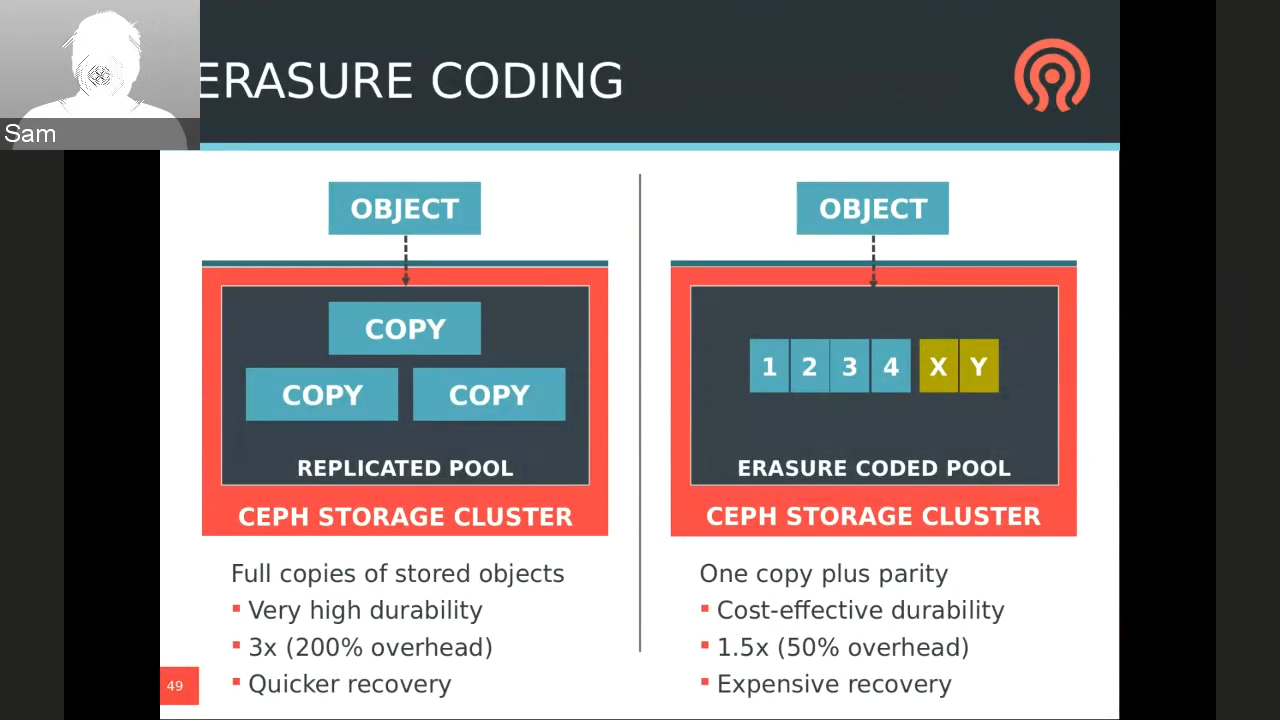 Sam
ERASURE CODING
OBJECT
COPY
COPY COPY
REPLICATED POOL
CEPH STORAGE CLUSTER
Full copies of stored objects
Very high durability
3x (200% overhead)
Quicker recovery
OBJECT
1 2 3 4 X Y
ERASURE CODED POOL
CEPH STORAGE CLUSTER
One copy plus parity
Cost-effective durability
1.5x (50% overhead)
Expensive recovery
49